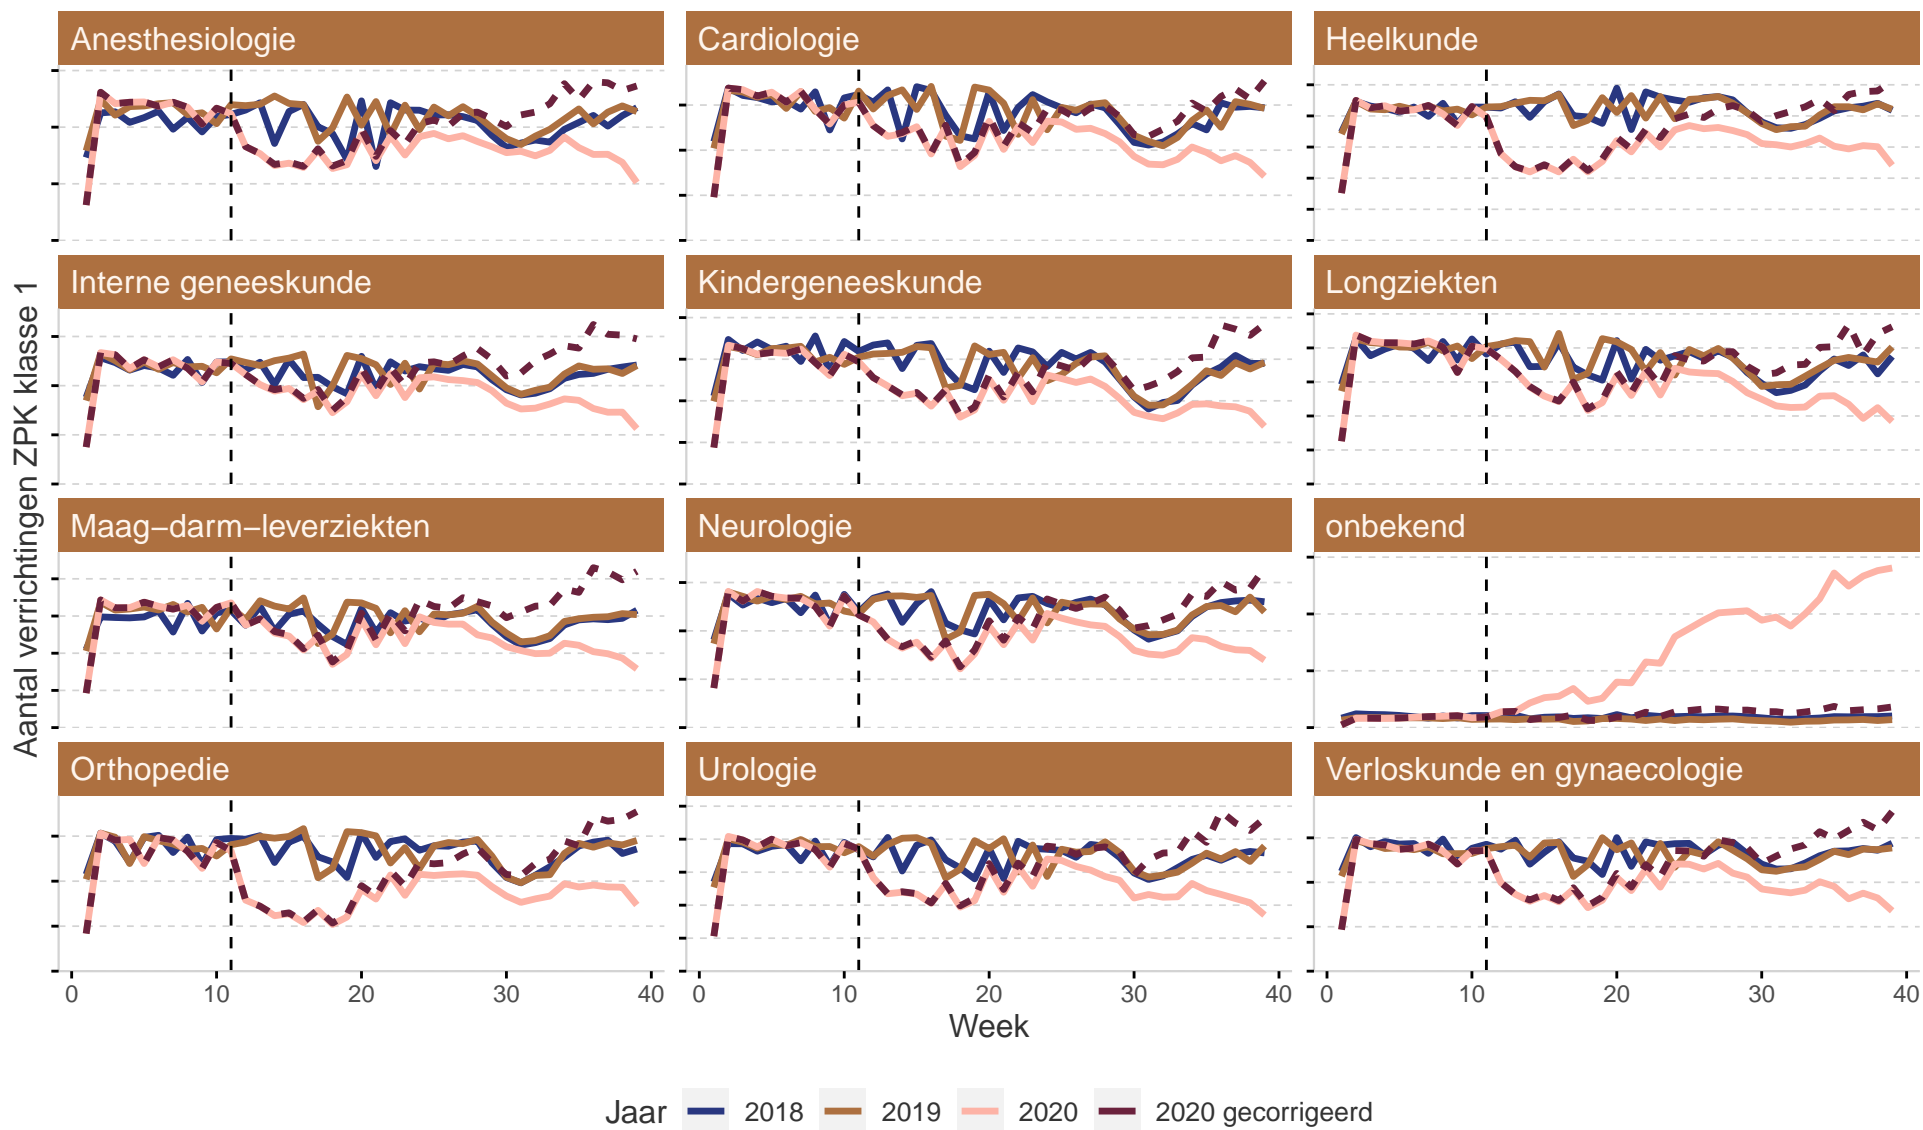 Anesthesiologie
Cardiologie
Heelkunde
Interne geneeskunde
Kindergeneeskunde
Longziekten
Maag−darm−leverziekten
Neurologie
onbekend
Orthopedie
Urologie
Verloskunde en gynaecologie
Aantal verrichtingen ZPK klasse 1
0 10 20 30 40
0 10 20 30 40
0 10 20 30 40
Week
Jaar 2018 2019 2020 2020 gecorrigeerd